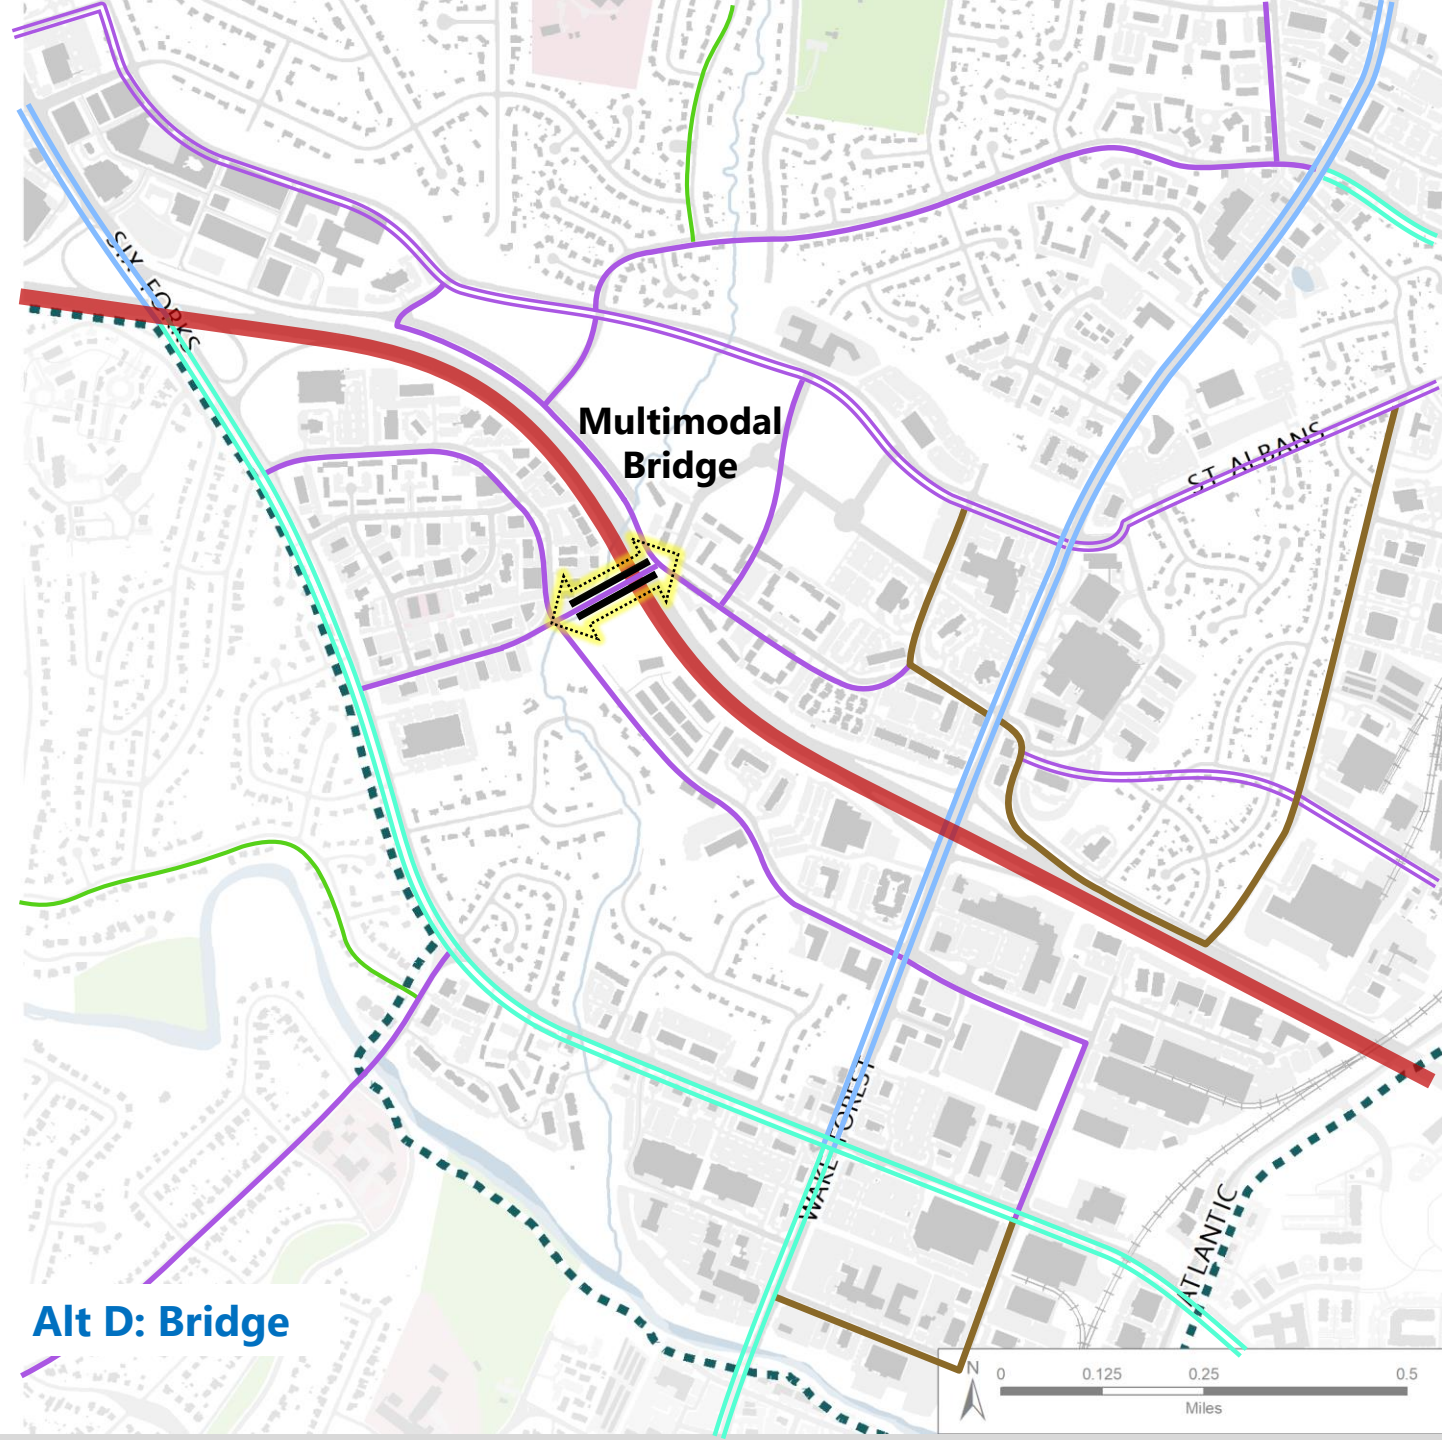 SIX FORKS
Multimodal
Bridge
ST ALBANS
WAKE FOREST
ATLANTIC
Alt D: Bridge
N
0 0.125 0.25 0.5
Miles